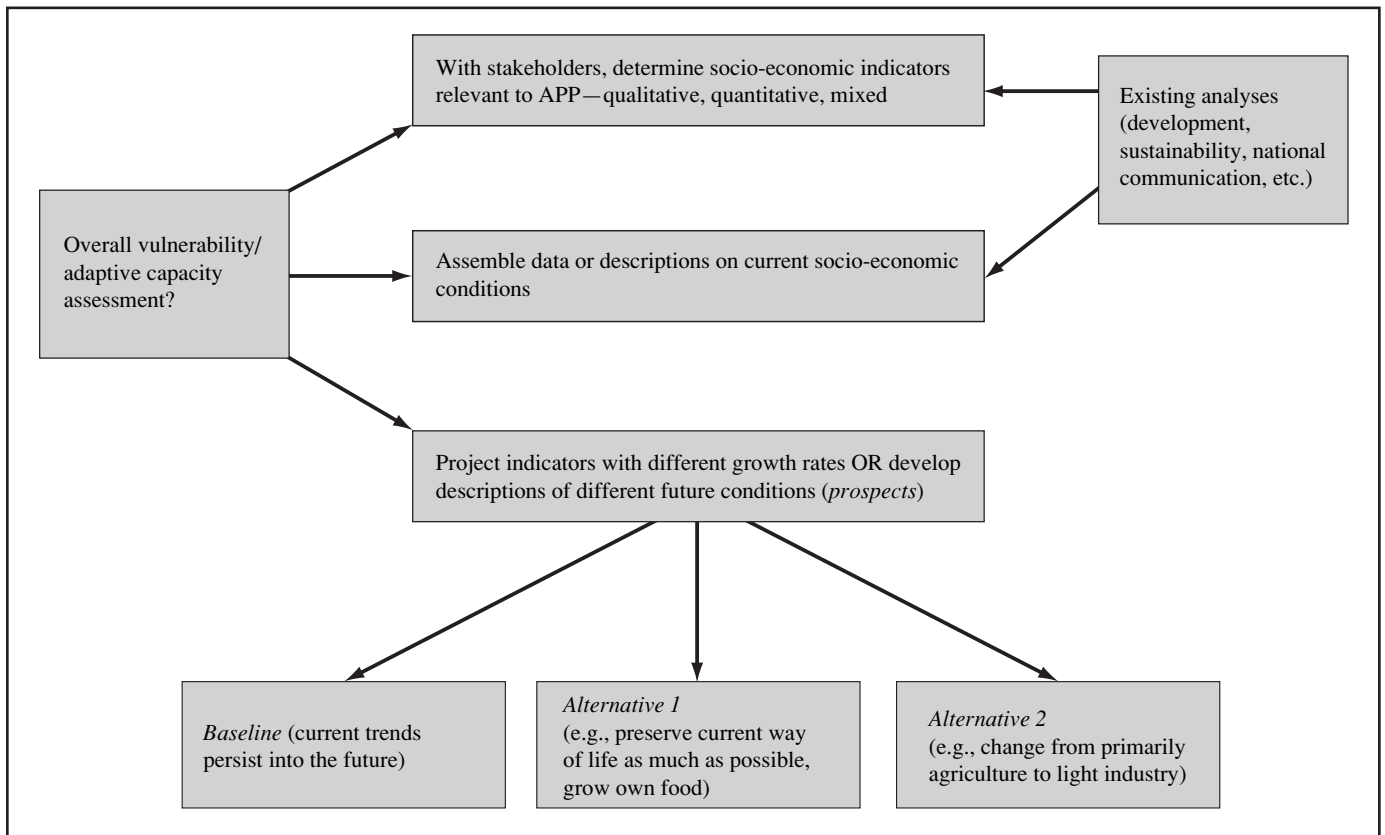 With stakeholders, determine socio-economic indicators
relevant to APP—qualitative, quantitative, mixed
Existing analyses
(development,
sustainability, national
communication, etc.)
Overall vulnerability/
adaptive capacity
assessment?
Assemble data or descriptions on current socio-economic
conditions
Project indicators with different growth rates OR develop
descriptions of different future conditions (prospects)
Baseline (current trends
persist into the future)
Alternative 1
(e.g., preserve current way
of life as much as possible,
grow own food)
Alternative 2
(e.g., change from primarily
agriculture to light industry)